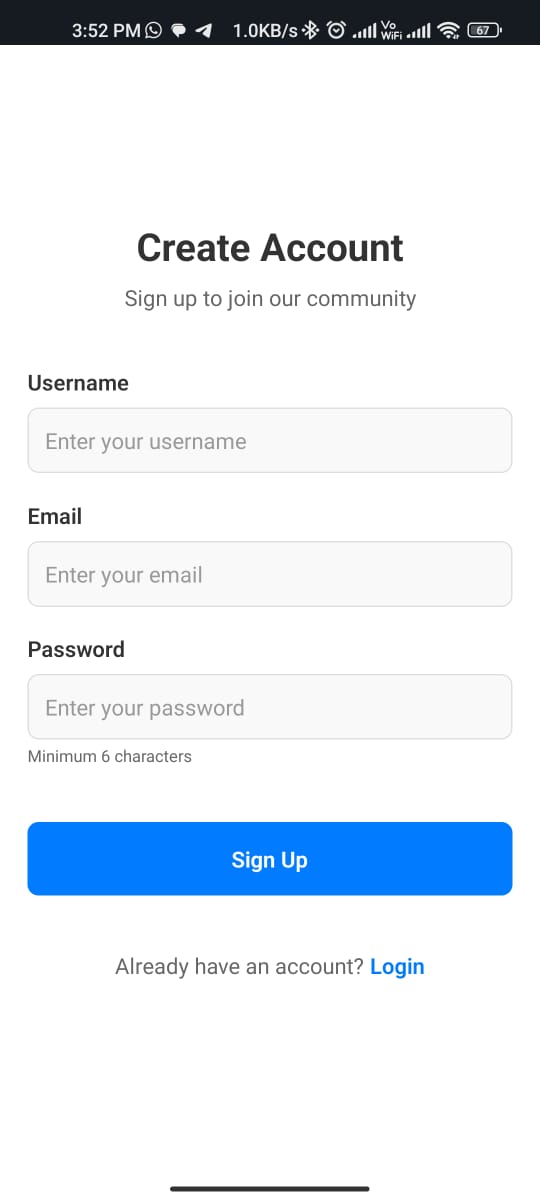 3:52 PM 1.0KB/s Vo WiFi 67
Create Account
Sign up to join our community
Username
Enter your username
Email
Enter your email
Password
Enter your password
Minimum 6 characters
Sign Up
Already have an account? Login